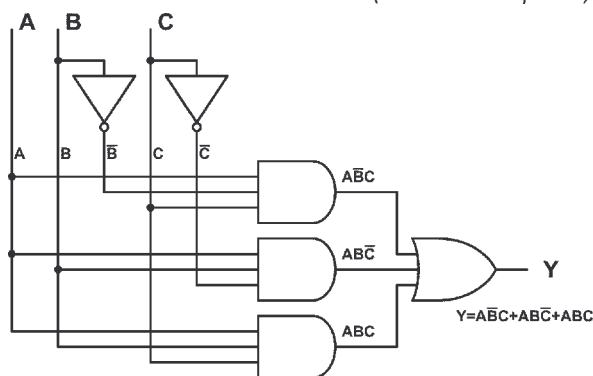 A B C
A B B̅ C C̅
AB̅C
ABC̅
Y
Y=AB̅C+ABC̅+ABC
ABC